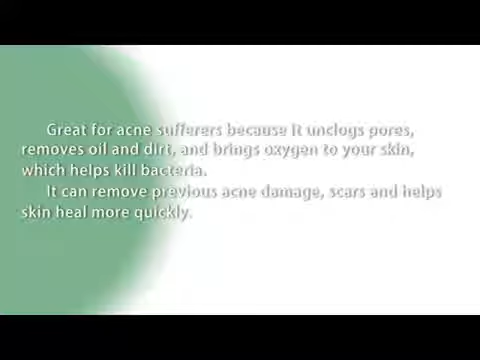 Great for acne sufferers because it unclogs pores,
removes oil and dirt, and brings oxygen to your skin,
which helps kill bacteria.
It can remove previous acne damage, scars and helps
skin heal more quickly.